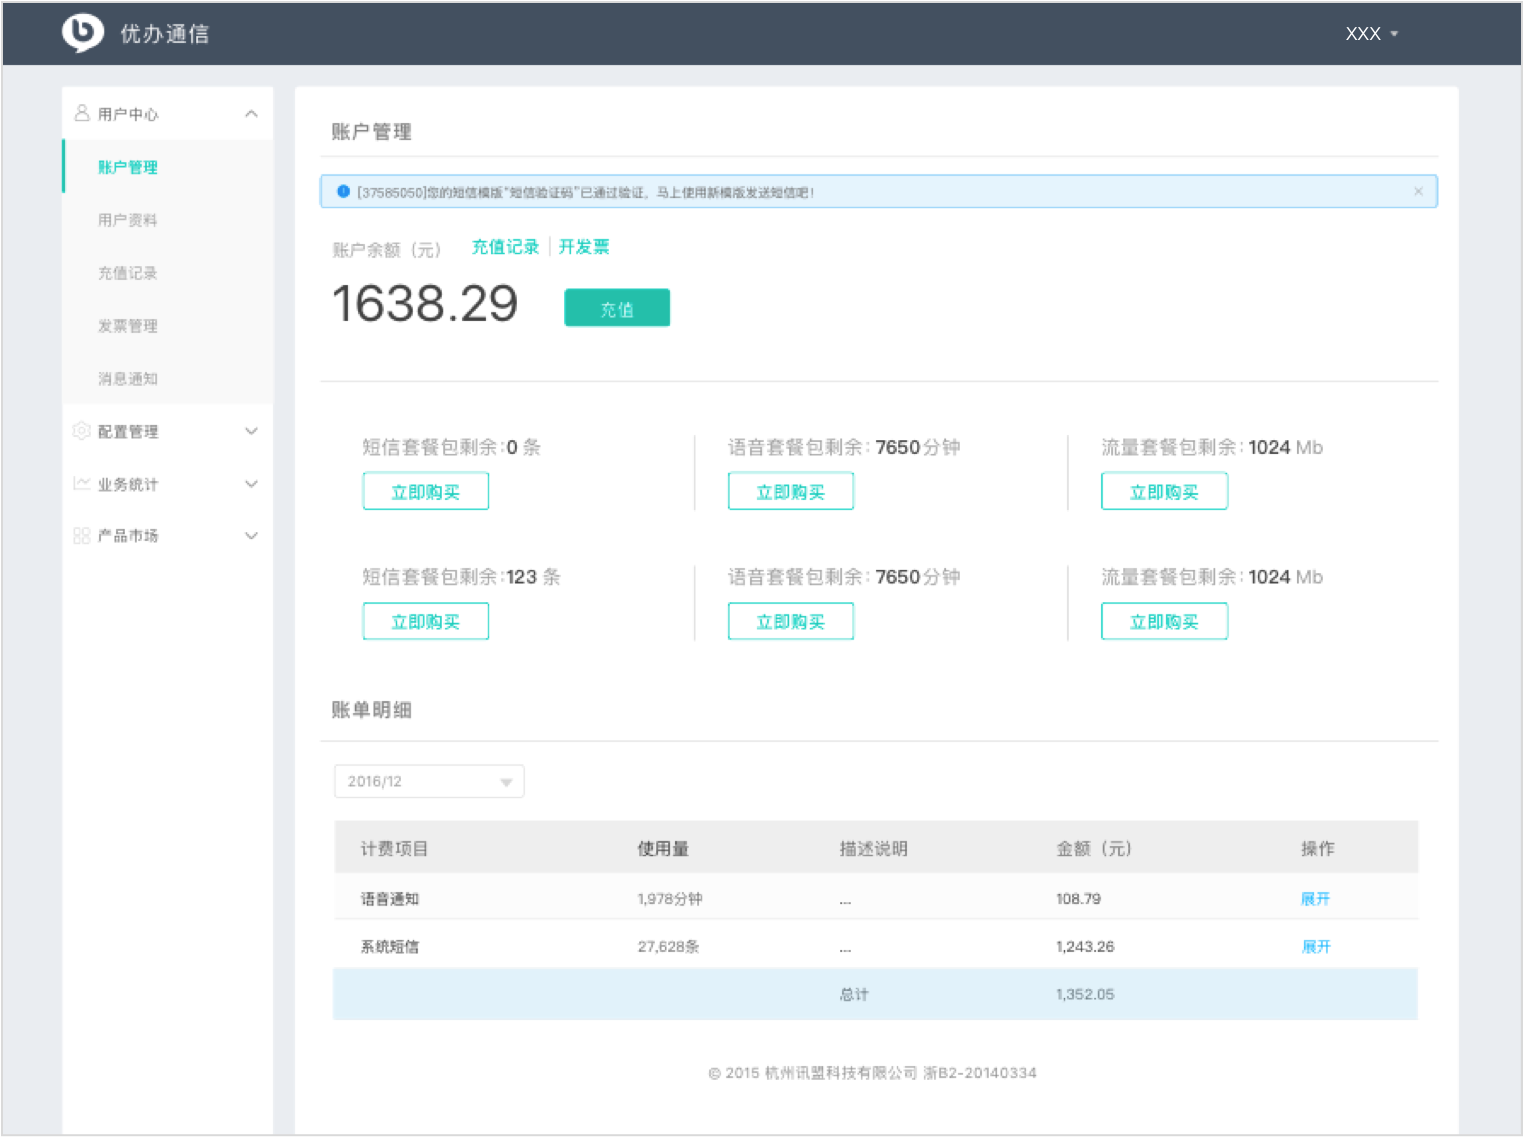 优办通信
XXX
用户中心
账户管理
用户资料
充值记录
发票管理
消息通知
配置管理
业务统计
产品市场
账户管理
[37585050]您的短信模版"短信验证码"已通过验证，马上使用新模版发送短信吧!
账户余额（元） 充值记录 开发票
1638.29 充值
短信套餐包剩余:0 条 语音套餐包剩余: 7650分钟 流量套餐包剩余: 1024 Mb
立即购买 立即购买 立即购买
短信套餐包剩余:123 条 语音套餐包剩余: 7650分钟 流量套餐包剩余: 1024 Mb
立即购买 立即购买 立即购买
账单明细
2016/12
计费项目 使用量 描述说明 金额（元） 操作
语音通知 1,978分钟 ... 108.79 展开
系统短信 27,628条 ... 1,243.26 展开
总计 1,352.05
© 2015 杭州讯盟科技有限公司 浙B2-20140334